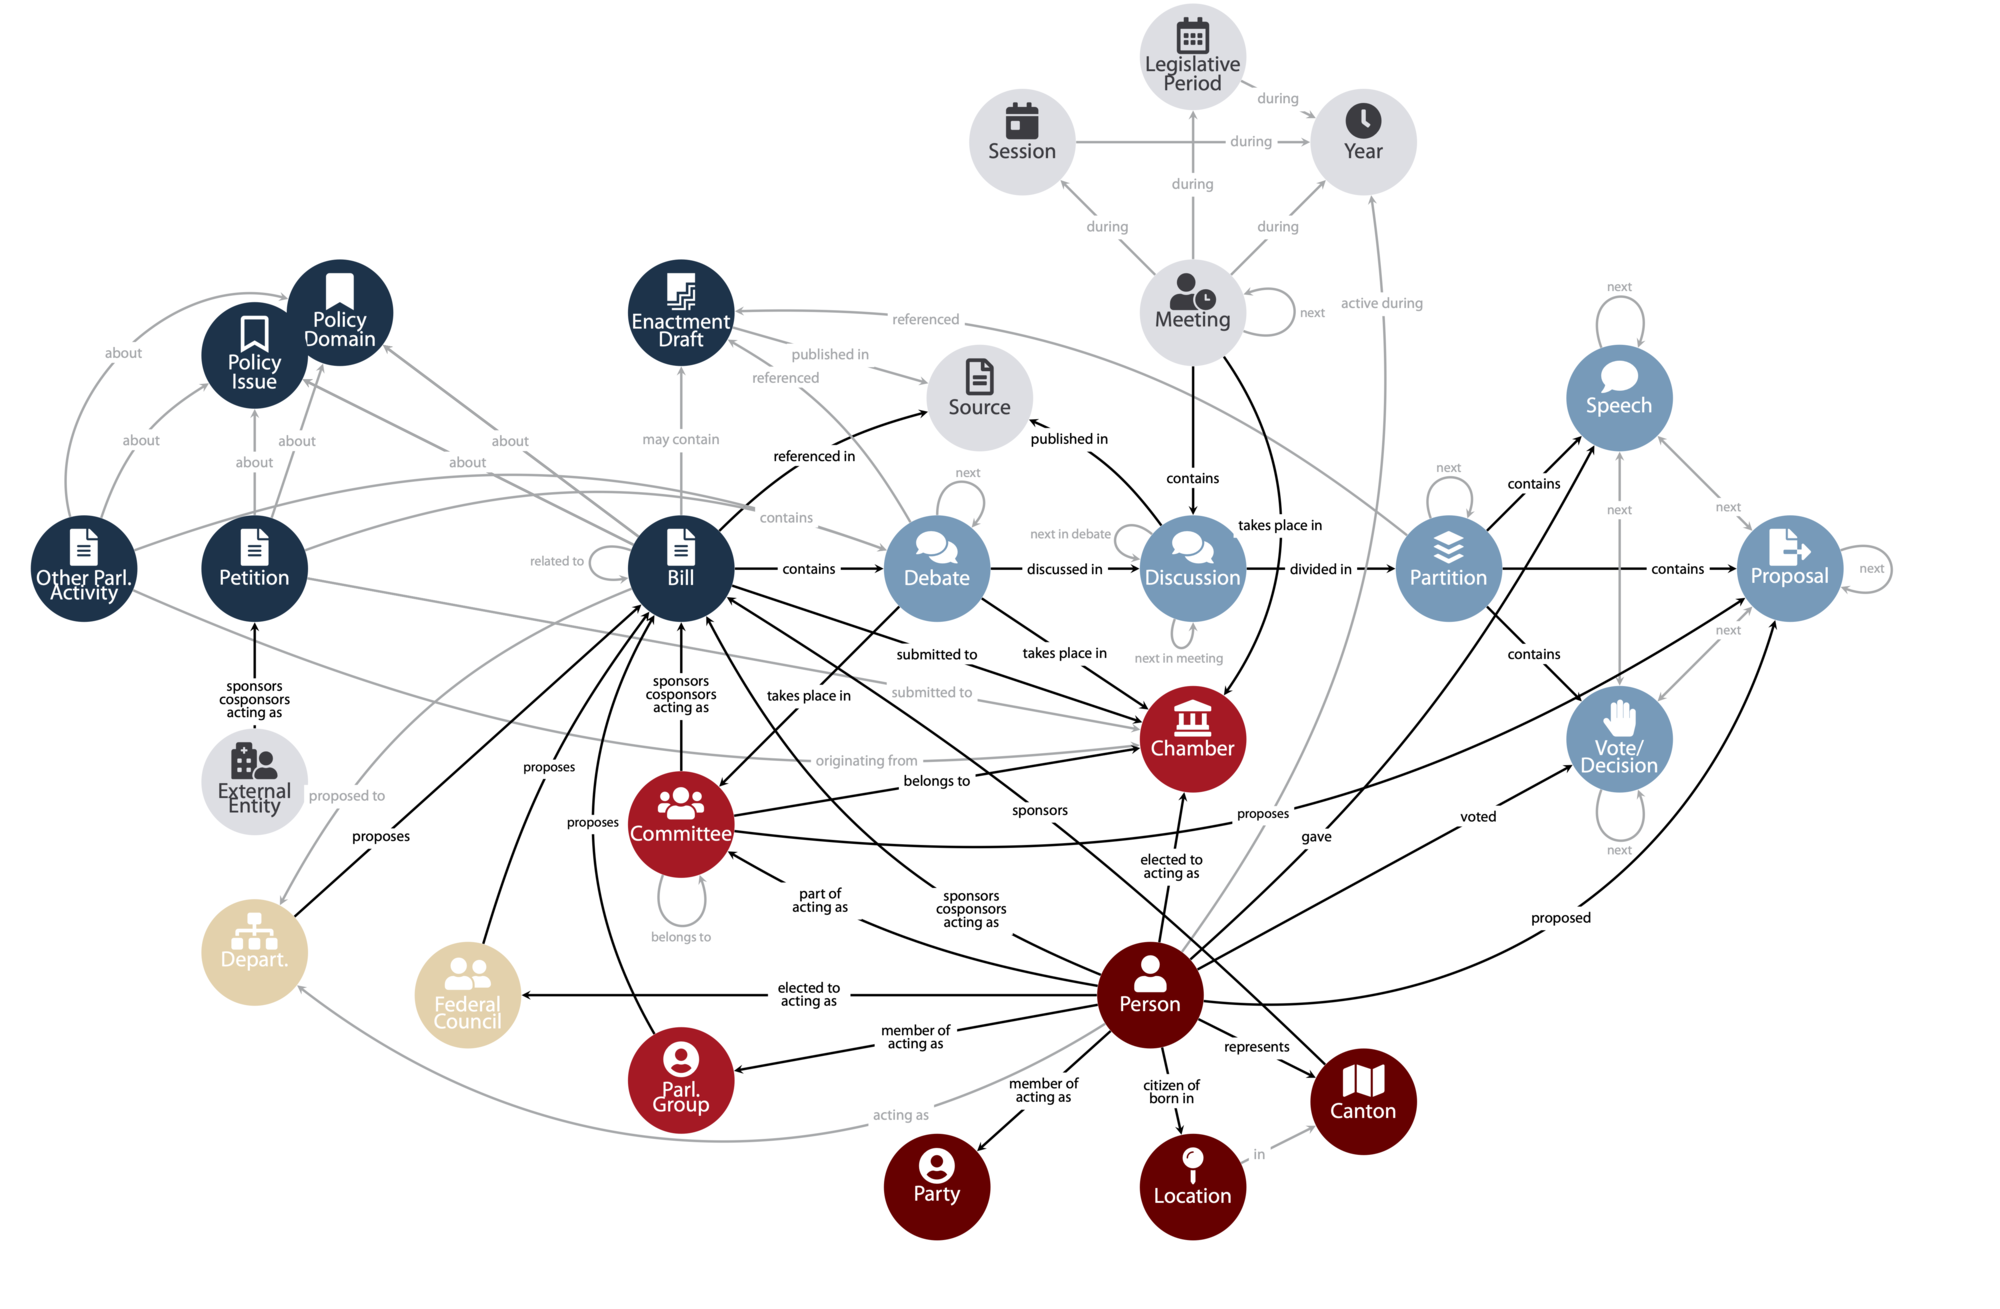 Legislative
Period
during
Session
during
Year
during
during
during
active during
Policy
Domain
Policy
Issue
Enactment
Draft
Meeting
next
next
referenced
published in
referenced
about
Source
Speech
about
about
about
about
about
may contain
referenced in
published in
contains
next
next
contains
next
next
contains
takes place in
next in debate
related to
Other Parl.
Activity
Petition
Bill
contains
Debate
discussed in
Discussion
divided in
Partition
contains
Proposal
next
submitted to
takes place in
next in meeting
contains
next
sponsors
cosponsors
acting as
sponsors
cosponsors
acting as
takes place in
submitted to
Chamber
Vote/
Decision
originating from
belongs to
External
Entity
proposed to
proposes
proposes
proposes
Committee
sponsors
proposes
gave
voted
next
elected to
acting as
part of
acting as
sponsors
cosponsors
acting as
proposed
belongs to
Depart.
Federal
Council
elected to
acting as
Person
member of
acting as
represents
Parl.
Group
member of
acting as
citizen of
born in
Canton
acting as
in
Party
Location